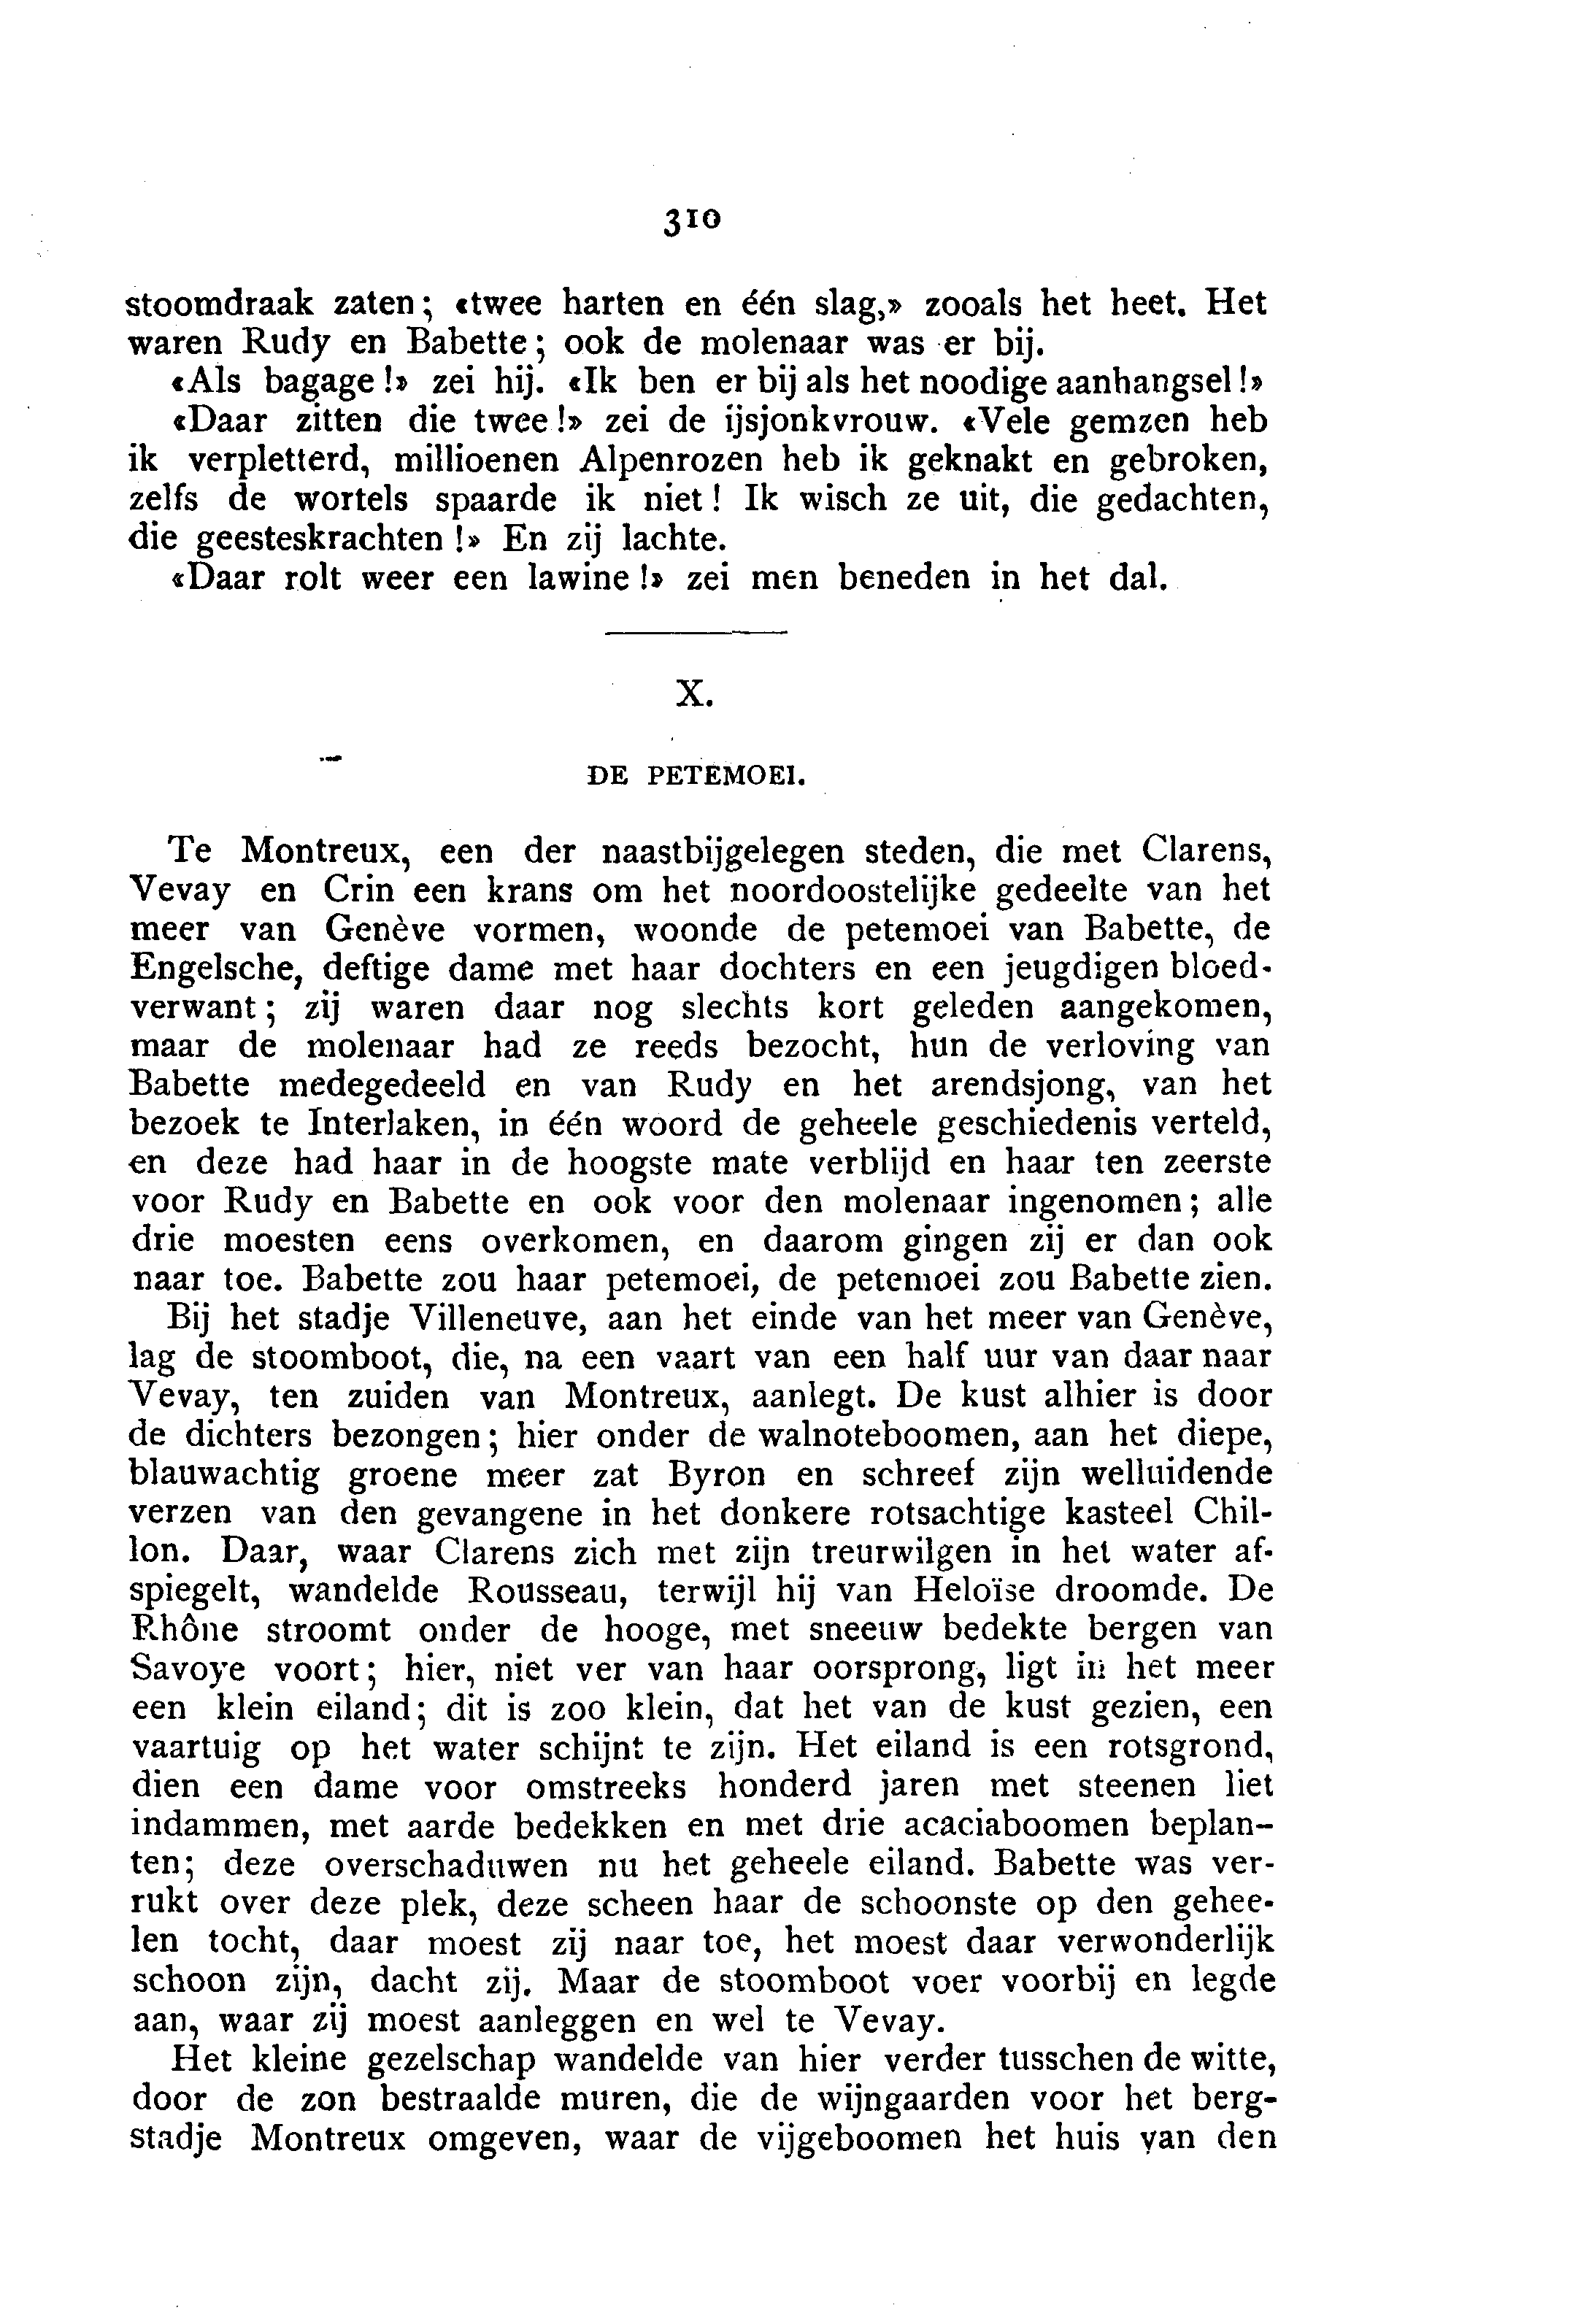 310
stoomdraak zaten; «twee harten en één slag,» zooals het heet. Het
waren Rudy en Babette; ook de molenaar was er bij.
«Als bagage!» zei hij. «Ik ben er bij als het noodige aanhangsel!»
«Daar zitten die twee!» zei de ijsjonkvrouw. «Vele gemzen heb
ik verpletterd, millioenen Alpenrozen heb ik geknakt en gebroken,
zelfs de wortels spaarde ik niet! Ik wisch ze uit, die gedachten,
die geesteskrachten!» En zij lachte.
«Daar rolt weer een lawine!» zei men beneden in het dal.
X.
DE PETEMOEI.
Te Montreux, een der naastbijgelegen steden, die met Clarens,
Vevay en Crin een krans om het noordoostelijke gedeelte van het
meer van Genève vormen, woonde de petemoei van Babette, de
Engelsche, deftige dame met haar dochters en een jeugdigen bloed-
verwant; zij waren daar nog slechts kort geleden aangekomen,
maar de molenaar had ze reeds bezocht, hun de verloving van
Babette medegedeeld en van Rudy en het arendsjong, van het
bezoek te Interlaken, in één woord de geheele geschiedenis verteld,
en deze had haar in de hoogste mate verblijd en haar ten zeerste
voor Rudy en Babette en ook voor den molenaar ingenomen; alle
drie moesten eens overkomen, en daarom gingen zij er dan ook
naar toe. Babette zou haar petemoei, de petemoei zou Babette zien.
Bij het stadje Villeneuve, aan het einde van het meer van Genève,
lag de stoomboot, die, na een vaart van een half uur van daar naar
Vevay, ten zuiden van Montreux, aanlegt. De kust alhier is door
de dichters bezongen; hier onder de walnoteboomen, aan het diepe,
blauwachtig groene meer zat Byron en schreef zijn welluidende
verzen van den gevangene in het donkere rotsachtige kasteel Chil-
lon. Daar, waar Clarens zich met zijn treurwilgen in het water af-
spiegelt, wandelde Rousseau, terwijl hij van Heloïse droomde. De
Rhône stroomt onder de hooge, met sneeuw bedekte bergen van
Savoye voort; hier, niet ver van haar oorsprong, ligt in het meer
een klein eiland; dit is zoo klein, dat het van de kust gezien, een
vaartuig op het water schijnt te zijn. Het eiland is een rotsgrond,
dien een dame voor omstreeks honderd jaren met steenen liet
indammen, met aarde bedekken en met drie acaciaboomen beplan-
ten; deze overschaduwen nu het geheele eiland. Babette was ver-
rukt over deze plek, deze scheen haar de schoonste op den gehee-
len tocht, daar moest zij naar toe, het moest daar verwonderlijk
schoon zijn, dacht zij. Maar de stoomboot voer voorbij en legde
aan, waar zij moest aanleggen en wel te Vevay.
Het kleine gezelschap wandelde van hier verder tusschen de witte,
door de zon bestraalde muren, die de wijngaarden voor het berg-
stadje Montreux omgeven, waar de vijgeboomen het huis van den